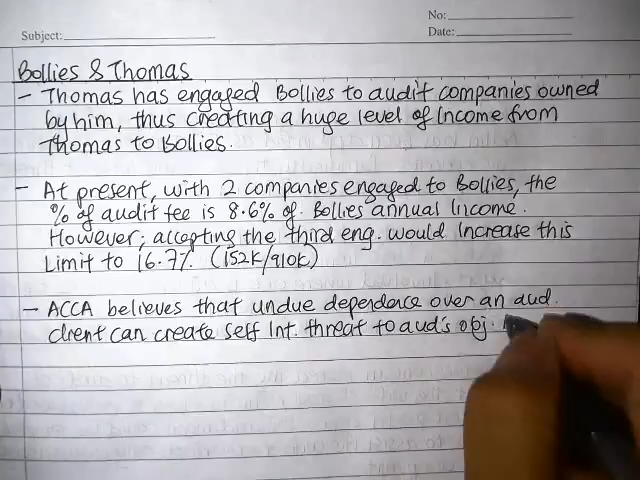 No:
Subject:
Date:
Bollies & Thomas
- Thomas has engaged Bollies to audit companies owned
by him, thus creating a huge level of Income from
Thomas to Bollies.
- At present, with 2 companies engaged to Bollies, the
% of audit fee is 8.6% of Bollies annual Income.
However, accepting the third eng. would Increase this
Limit to 16.7%. (152K/910K)
- ACCA believes that undue dependence over an aud.
client can create self Int. threat to aud's obj.